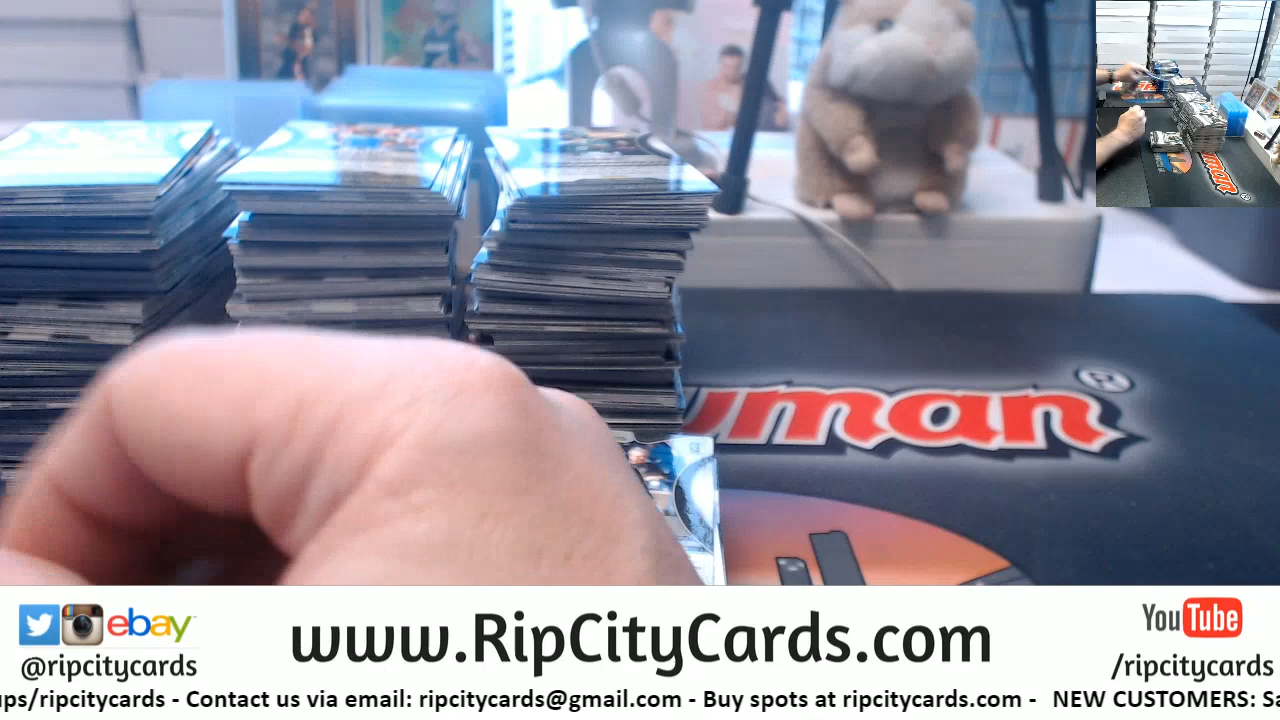 uman®
ebay
www.RipCityCards.com
YouTube
@ripcitycards
/ripcitycards
ups/ripcitycards - Contact us via email: ripcitycards@gmail.com - Buy spots at ripcitycards.com - NEW CUSTOMERS: Sa